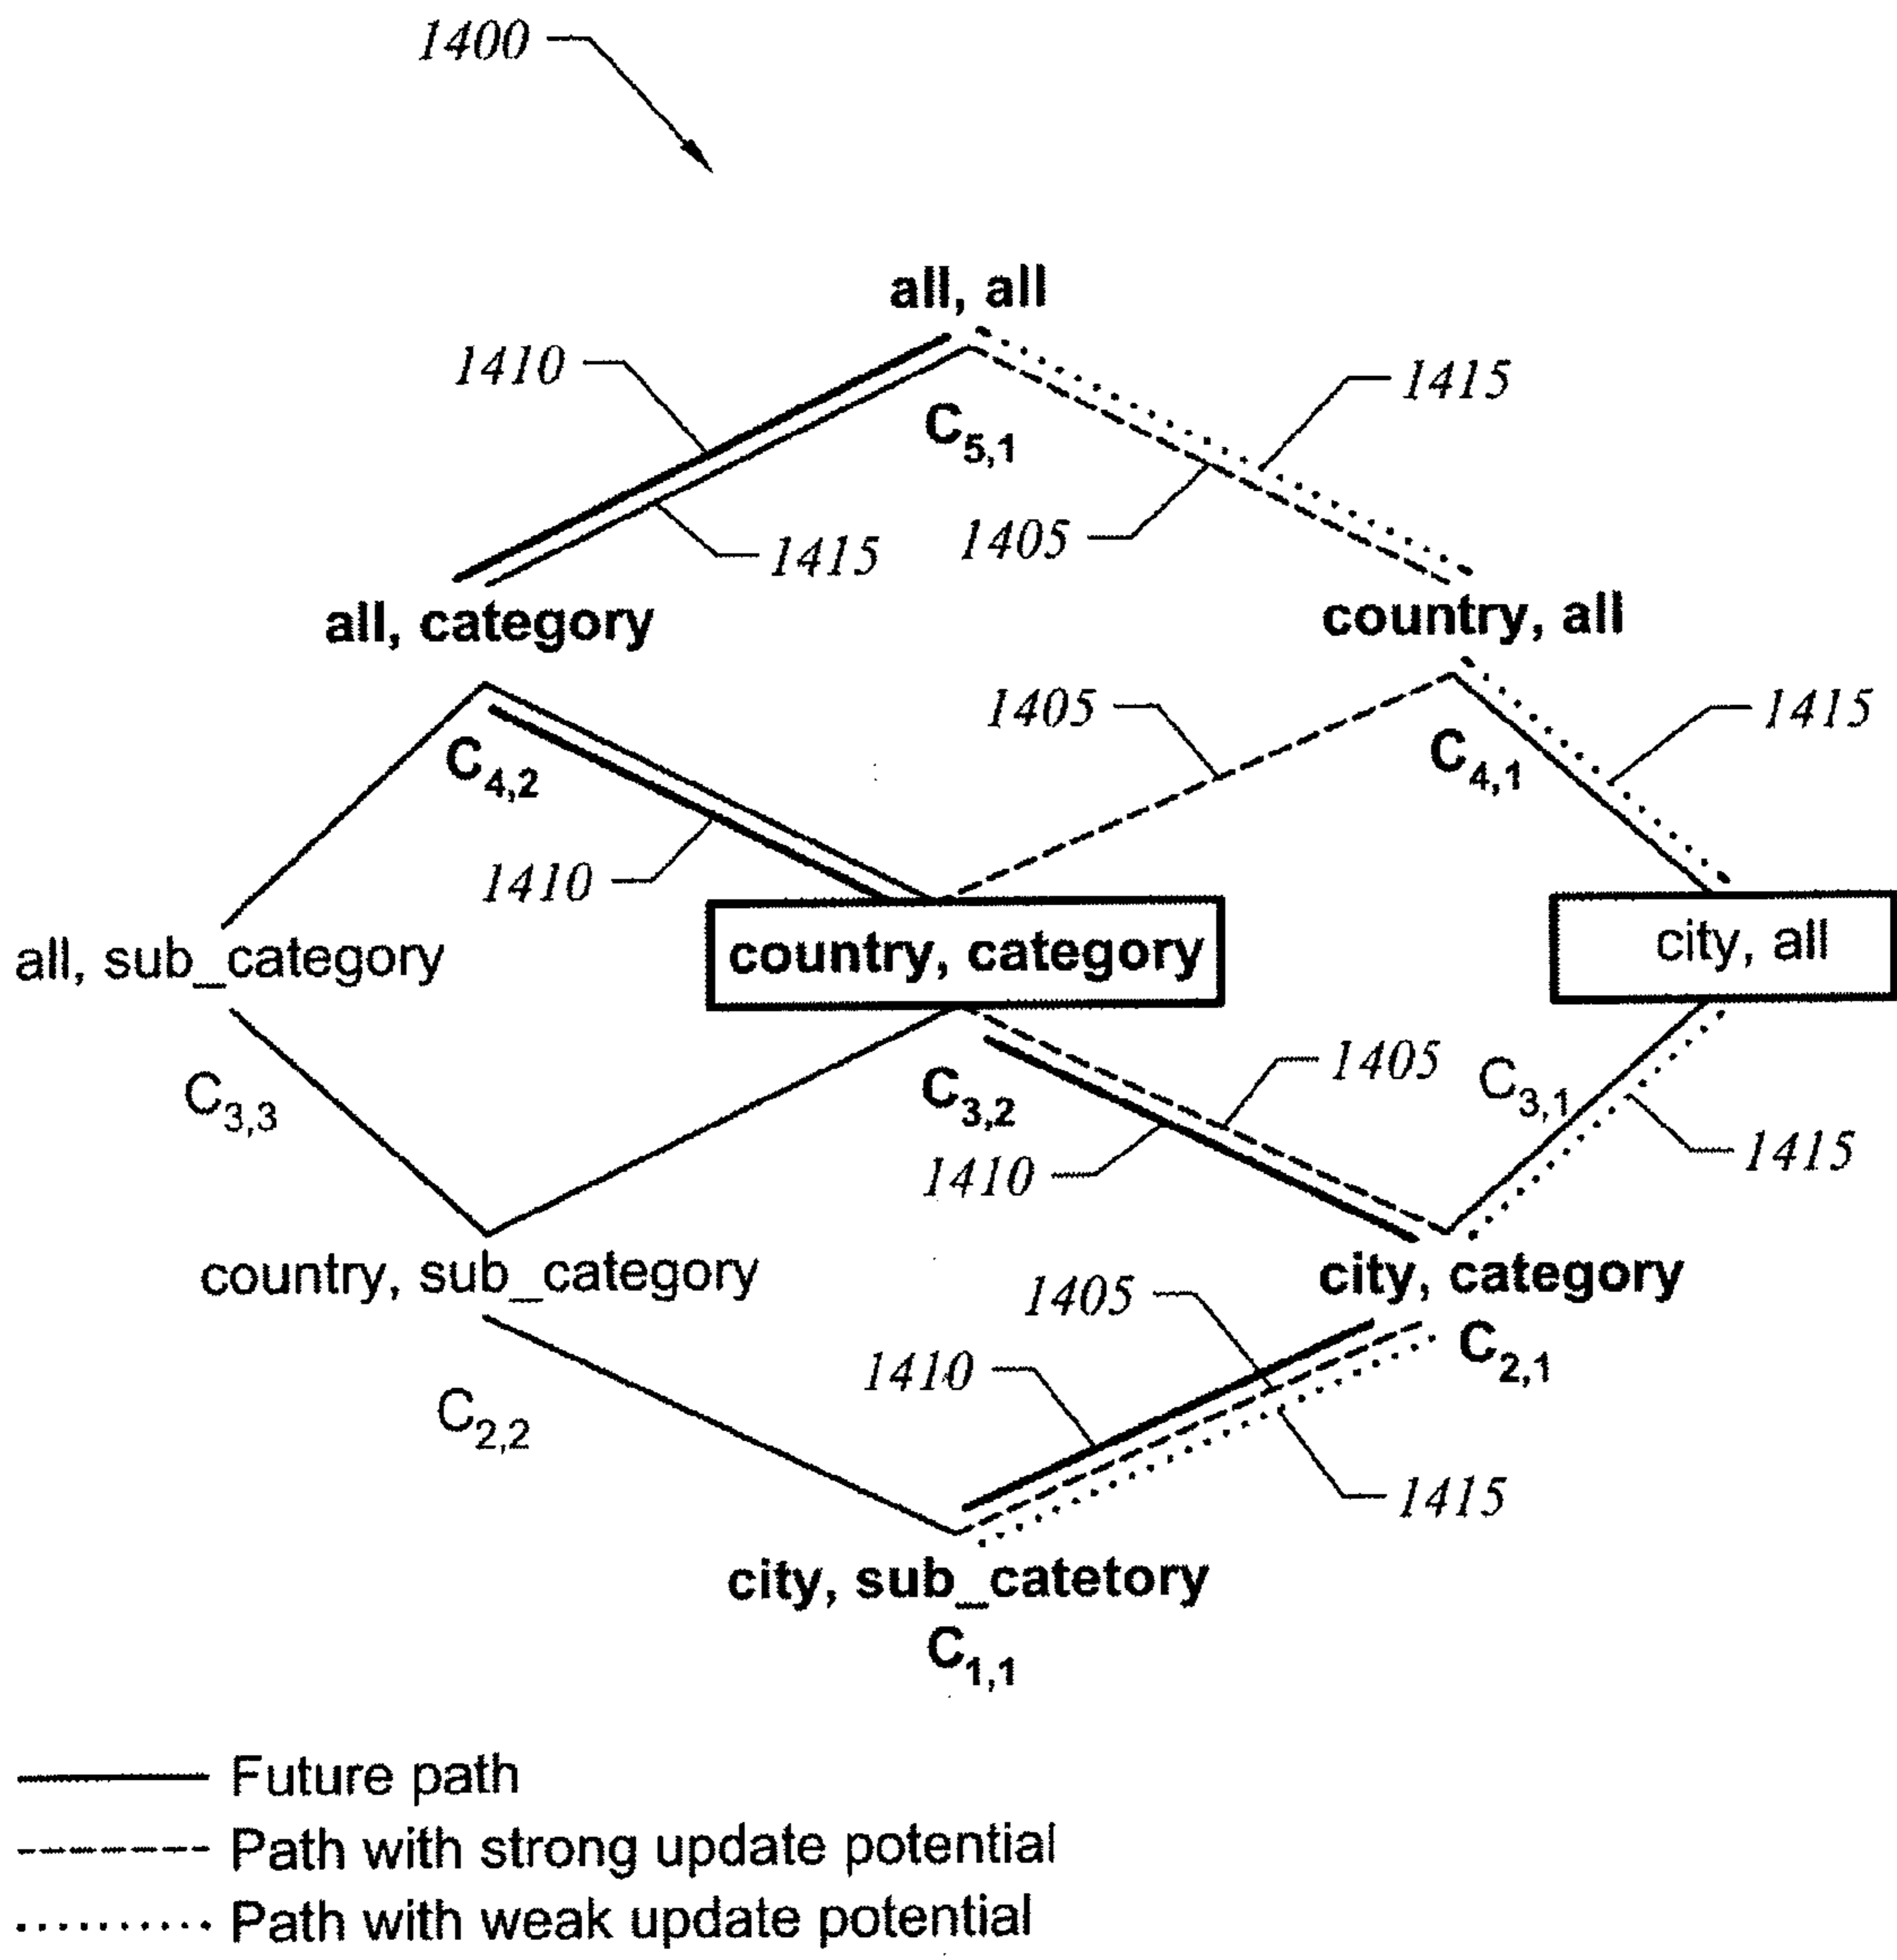 1400
all, all
1410
1415
C5,1
1415
1405
all, category
country, all
1405
1415
C4,2
C4,1
1410
all, sub_category
country, category
city, all
C3,3
C3,2
1405
C3,1
1410
1415
country, sub_category
city, category
1405
C2,1
1410
C2,2
1415
city, sub_catetory
C1,1
Future path
Path with strong update potential
Path with weak update potential